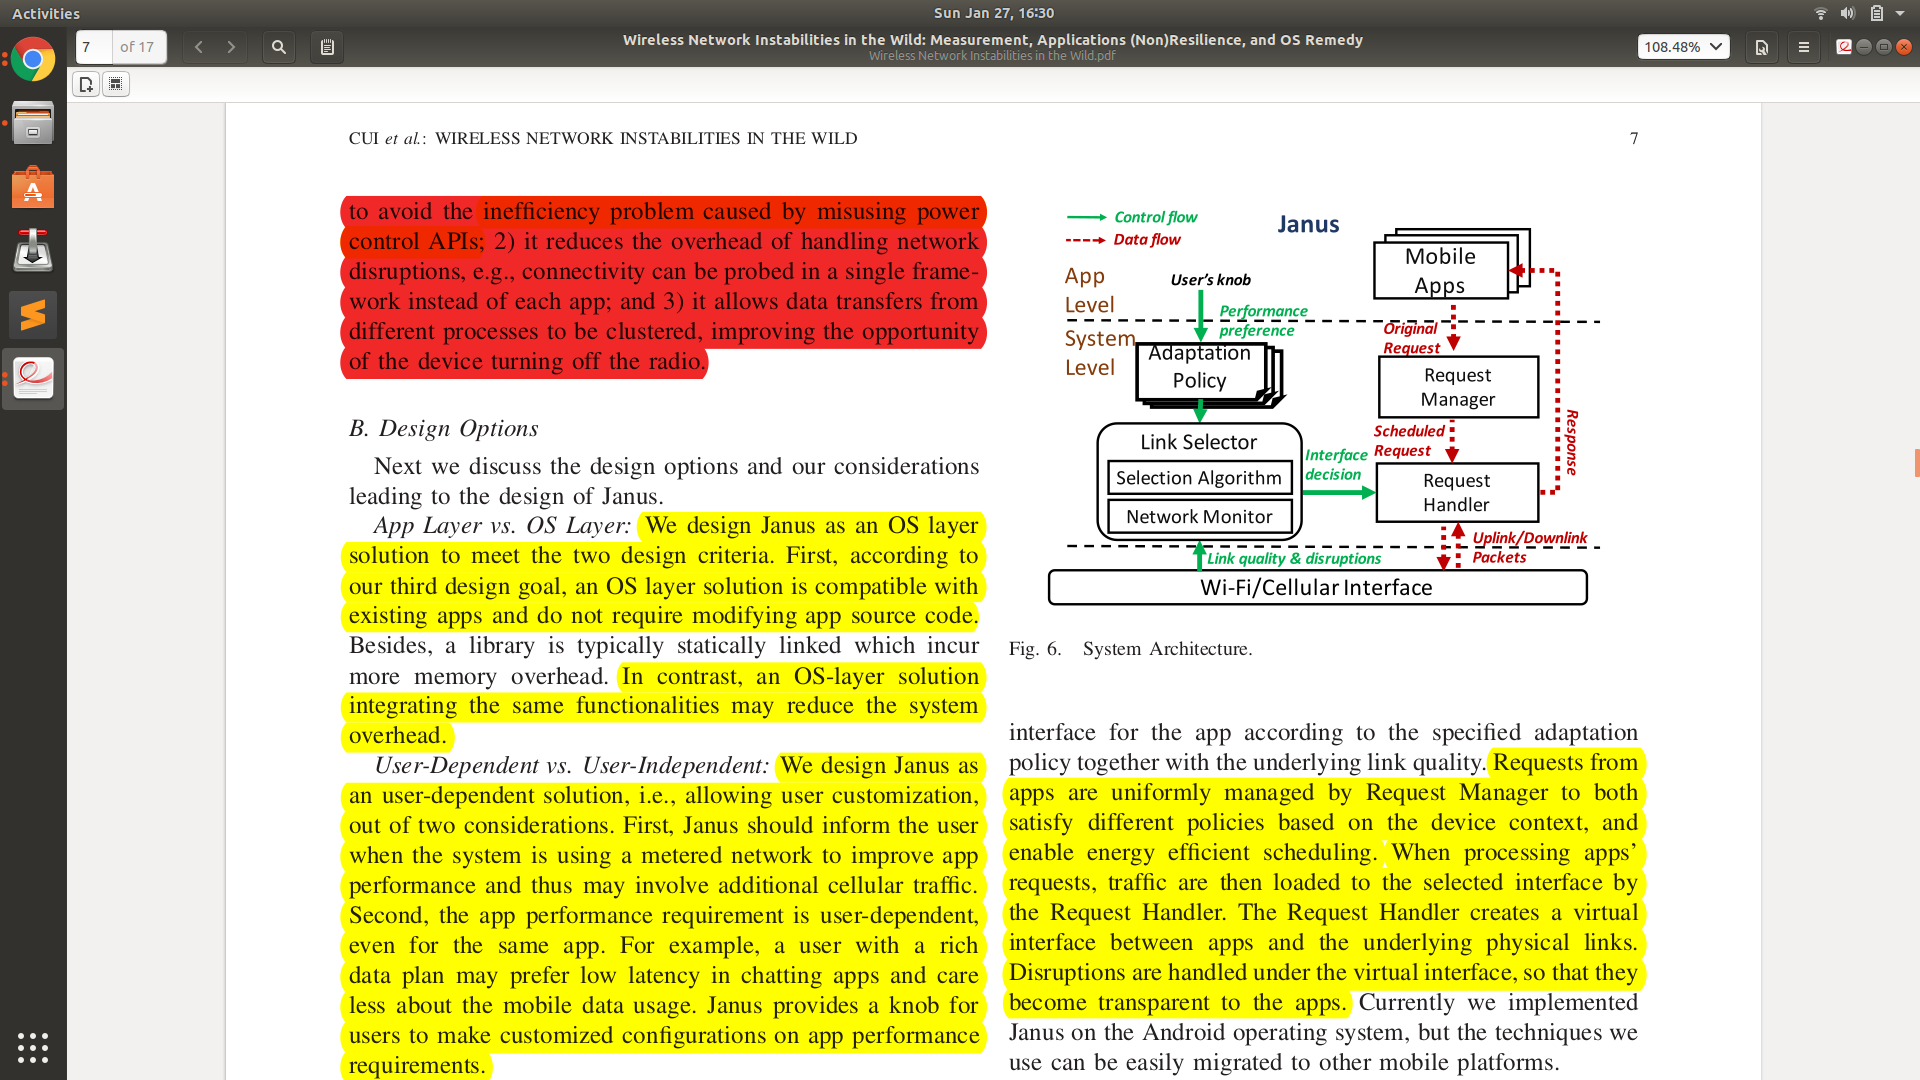 Activities
Sun Jan 27, 16:30
7 of 17
Wireless Network Instabilities in the Wild: Measurement, Applications (Non)Resilience, and OS Remedy
Wireless Network Instabilities in the Wild.pdf
108.48%
CUI et al.: WIRELESS NETWORK INSTABILITIES IN THE WILD
7
to avoid the inefficiency problem caused by misusing power
control APIs; 2) it reduces the overhead of handling network
disruptions, e.g., connectivity can be probed in a single frame-
work instead of each app; and 3) it allows data transfers from
different processes to be clustered, improving the opportunity
of the device turning off the radio.
B. Design Options
Next we discuss the design options and our considerations
leading to the design of Janus.
App Layer vs. OS Layer: We design Janus as an OS layer
solution to meet the two design criteria. First, according to
our third design goal, an OS layer solution is compatible with
existing apps and do not require modifying app source code.
Besides, a library is typically statically linked which incur
more memory overhead. In contrast, an OS-layer solution
integrating the same functionalities may reduce the system
overhead.
User-Dependent vs. User-Independent: We design Janus as
an user-dependent solution, i.e., allowing user customization,
out of two considerations. First, Janus should inform the user
when the system is using a metered network to improve app
performance and thus may involve additional cellular traffic.
Second, the app performance requirement is user-dependent,
even for the same app. For example, a user with a rich
data plan may prefer low latency in chatting apps and care
less about the mobile data usage. Janus provides a knob for
users to make customized configurations on app performance
requirements.
Control flow
Data flow
Janus
App
Level
User's knob
Performance
preference
Mobile
Apps
System
Level
Adaptation
Policy
Original
Request
Request
Manager
Link Selector
Selection Algorithm
Network Monitor
Interface
decision
Scheduled
Request
Request
Handler
Response
Link quality & disruptions
Uplink/Downlink
Packets
Wi-Fi/Cellular Interface
Fig. 6. System Architecture.
interface for the app according to the specified adaptation
policy together with the underlying link quality. Requests from
apps are uniformly managed by Request Manager to both
satisfy different policies based on the device context, and
enable energy efficient scheduling. When processing apps'
requests, traffic are then loaded to the selected interface by
the Request Handler. The Request Handler creates a virtual
interface between apps and the underlying physical links.
Disruptions are handled under the virtual interface, so that they
become transparent to the apps. Currently we implemented
Janus on the Android operating system, but the techniques we
use can be easily migrated to other mobile platforms.